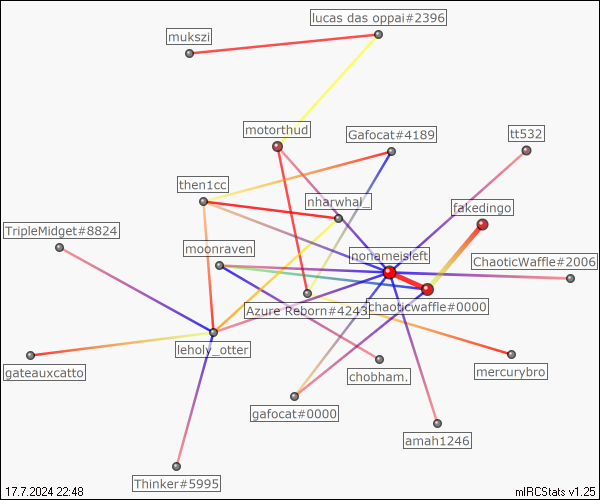 lucas das oppai#2396
mukszi
motorthud
Gafocat#4189
tt532
then1cc
nharwhal_
fakedingo
TripleMidget#8824
moonraven
nonameisleft
ChaoticWaffle#2006
Azure Reborn#4243
chaoticwaffle#0000
leholy_otter
gateauxcatto
chobham.
mercurybro
gafocat#0000
amah1246
Thinker#5995
17.7.2024 22:48
mIRCStats v1.25